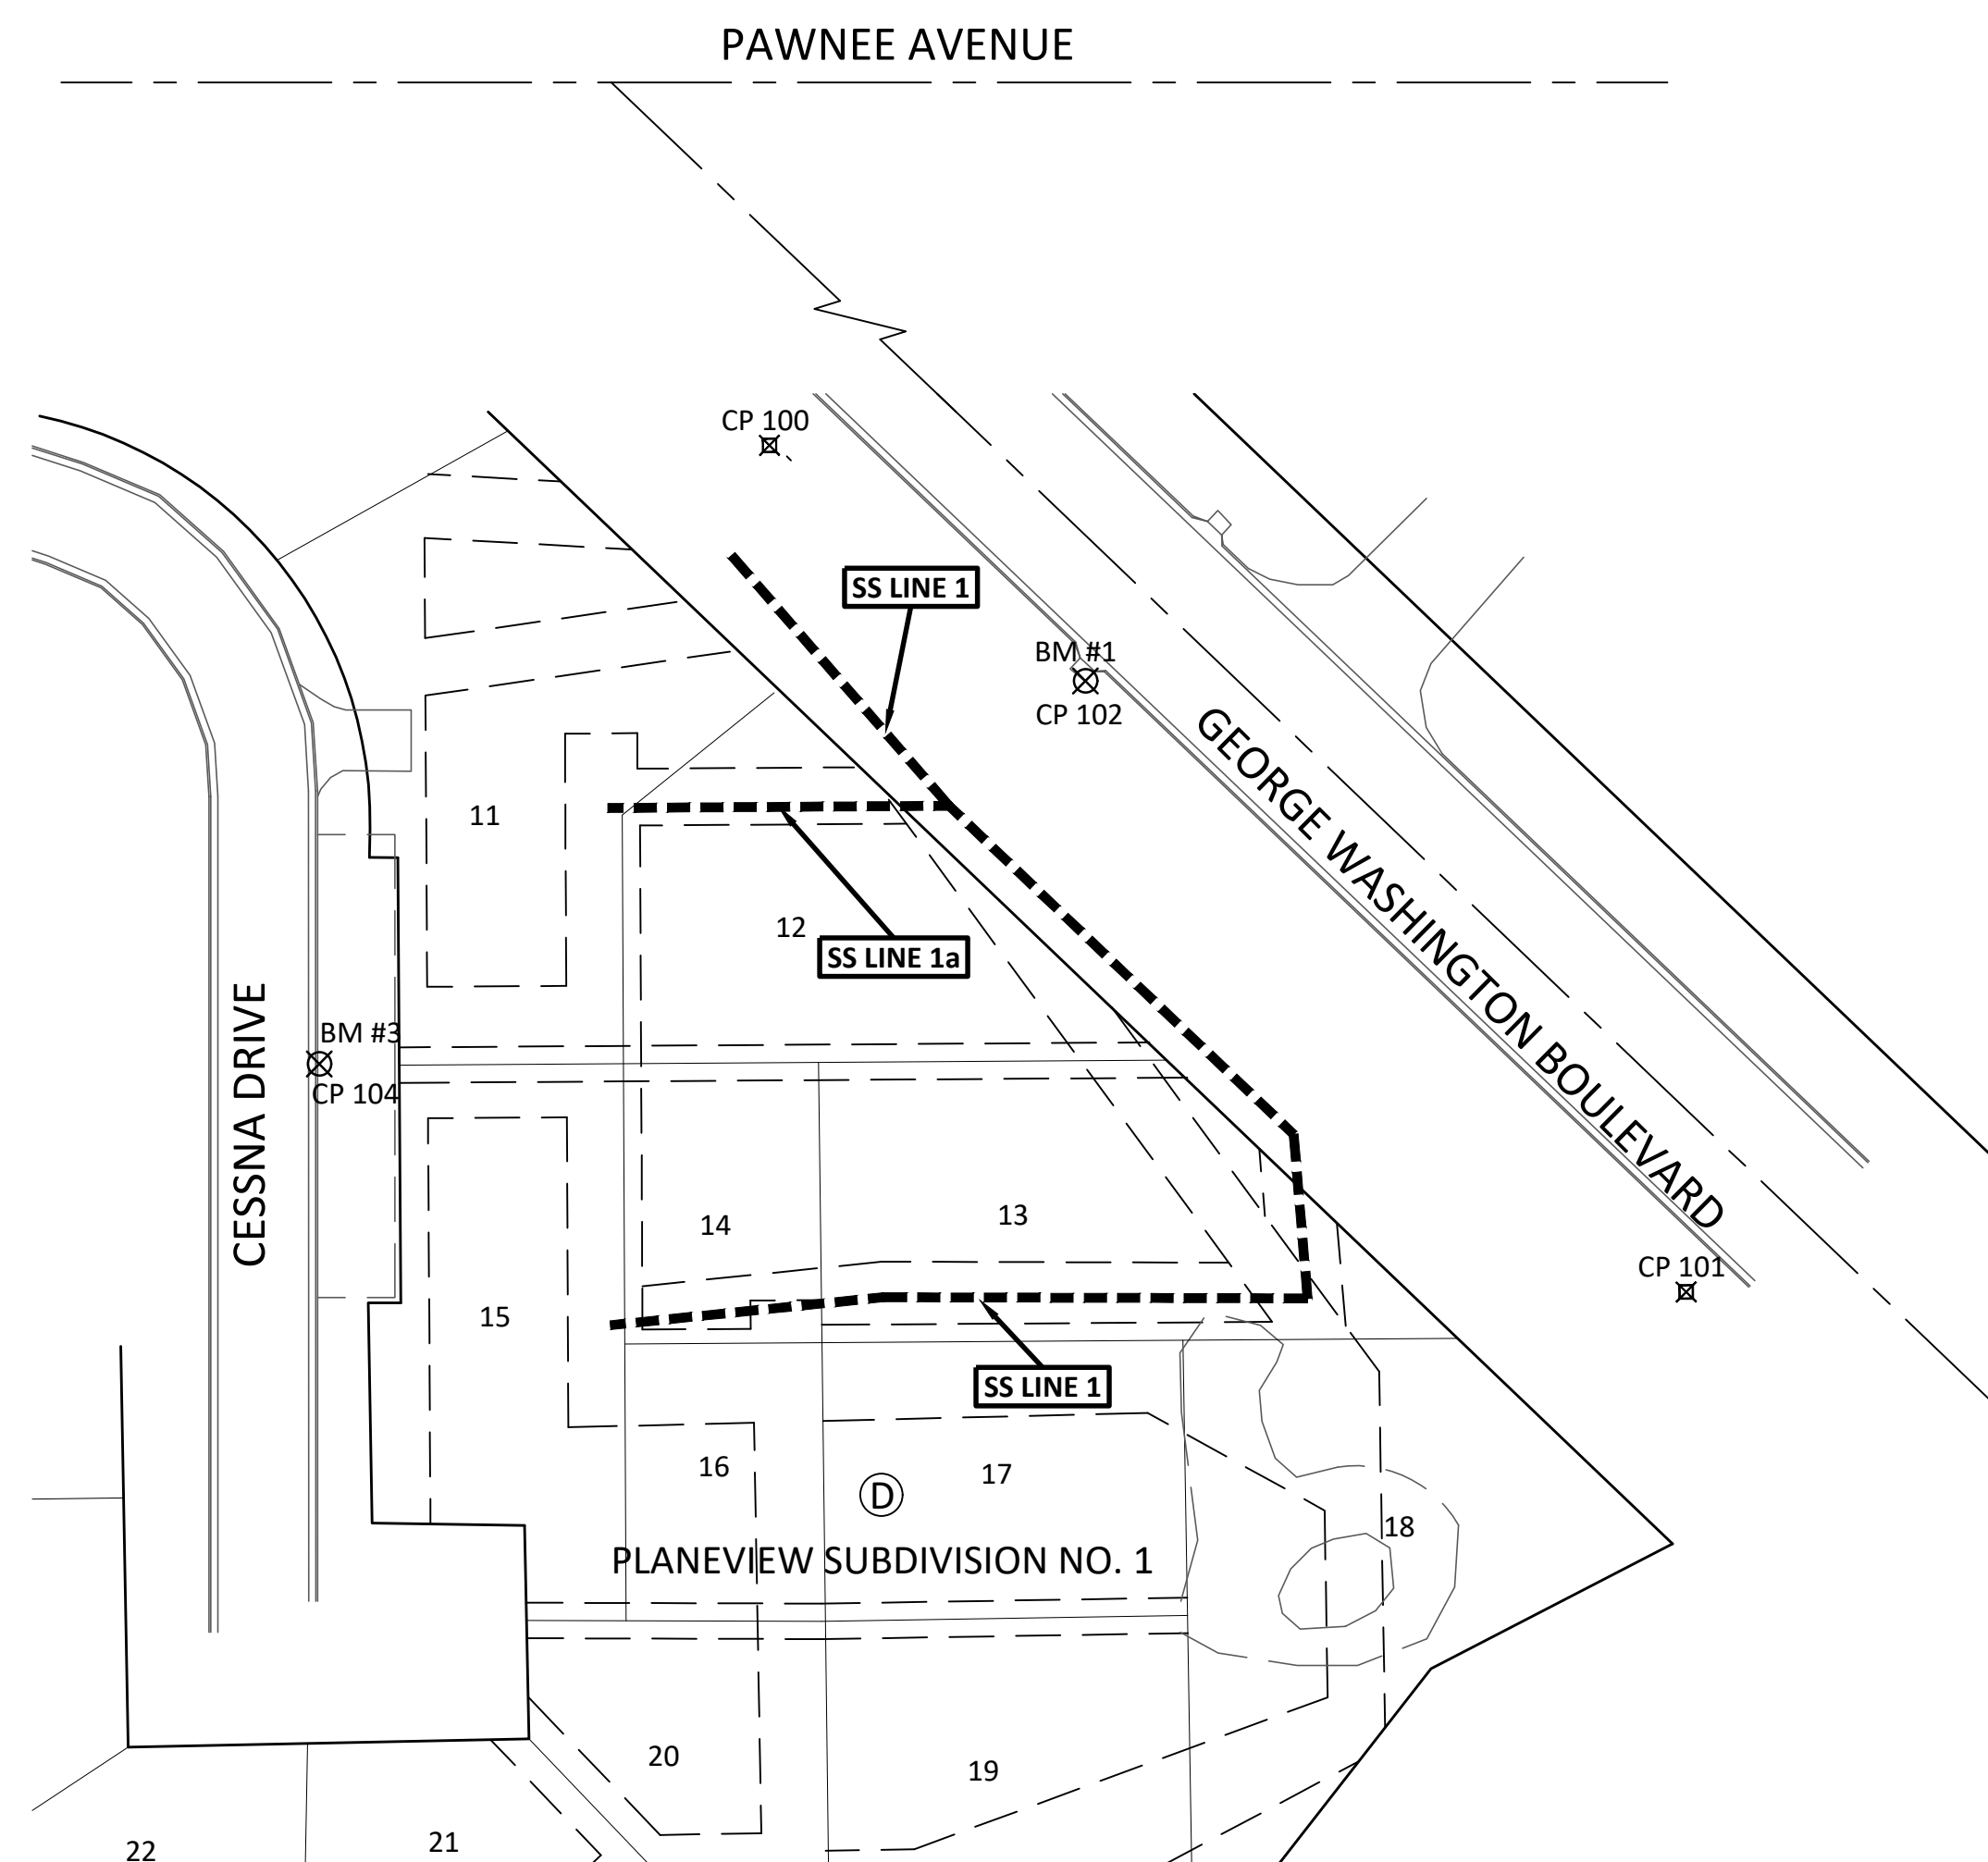 PAWNEE AVENUE
CP 100
SS LINE 1
BM #1
CP 102
GEORGE WASHINGTON BOULEVARD
11
12
SS LINE 1a
CESSNA DRIVE
BM #3
CP 104
14
13
CP 101
15
SS LINE 1
16
17
D
18
PLANEVIEW SUBDIVISION NO. 1
20
19
22
21